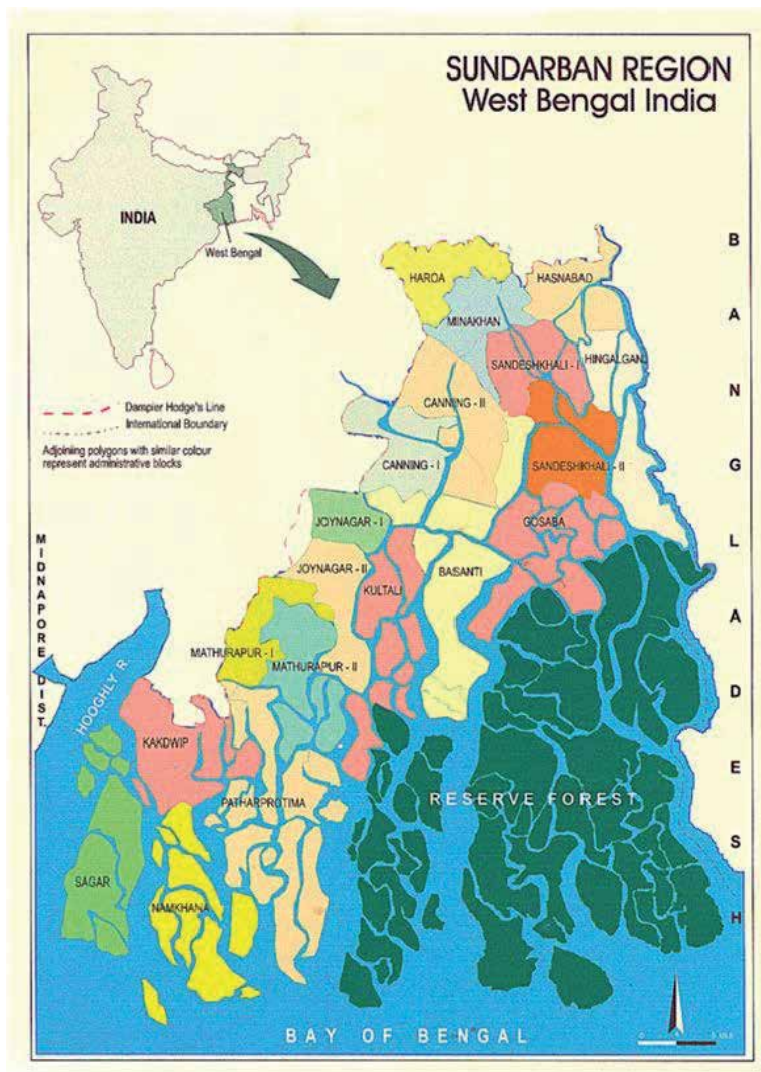 SUNDARBAN REGION
West Bengal India
INDIA
West Bengal
Dampier Hodge's Line
International Boundary
Adjoining polygons with similar colour
represent administrative blocks
HAROA
HASNABAD
MINAKHAN
SANDESHKHALI - I
HINGALGANJ
CANNING - II
CANNING - I
SANDESHKHALI - II
JOYNAGAR - I
GOSABA
JOYNAGAR - II
KULTALI
BASANTI
MATHURAPUR - I
MATHURAPUR - II
MIDNAPORE DIST.
HOOGHLY R.
KAKDWIP
PATHARPROTIMA
RESERVE FOREST
SAGAR
NAMKHANA
BAY OF BENGAL
BANGLADESH